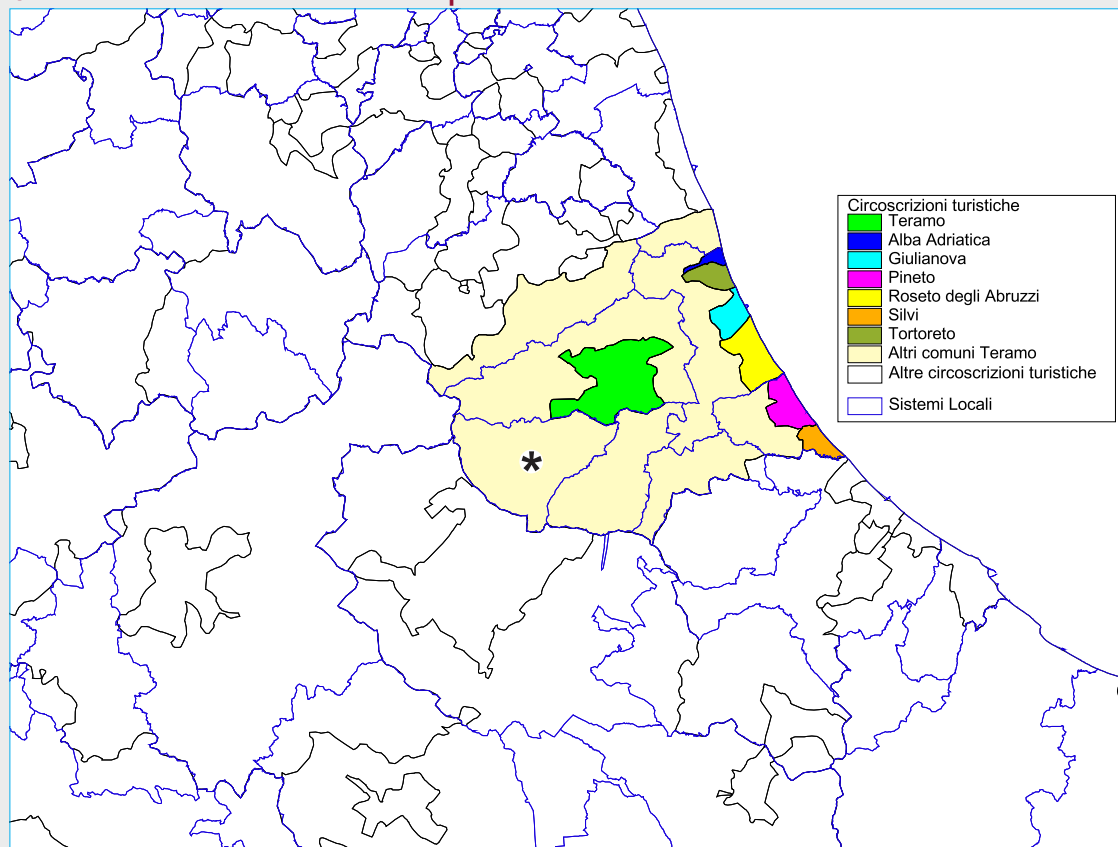 Circoscrizioni turistiche
Teramo
Alba Adriatica
Giulianova
Pineto
Roseto degli Abruzzi
Silvi
Tortoreto
Altri comuni Teramo
Altre circoscrizioni turistiche
Sistemi Locali
*